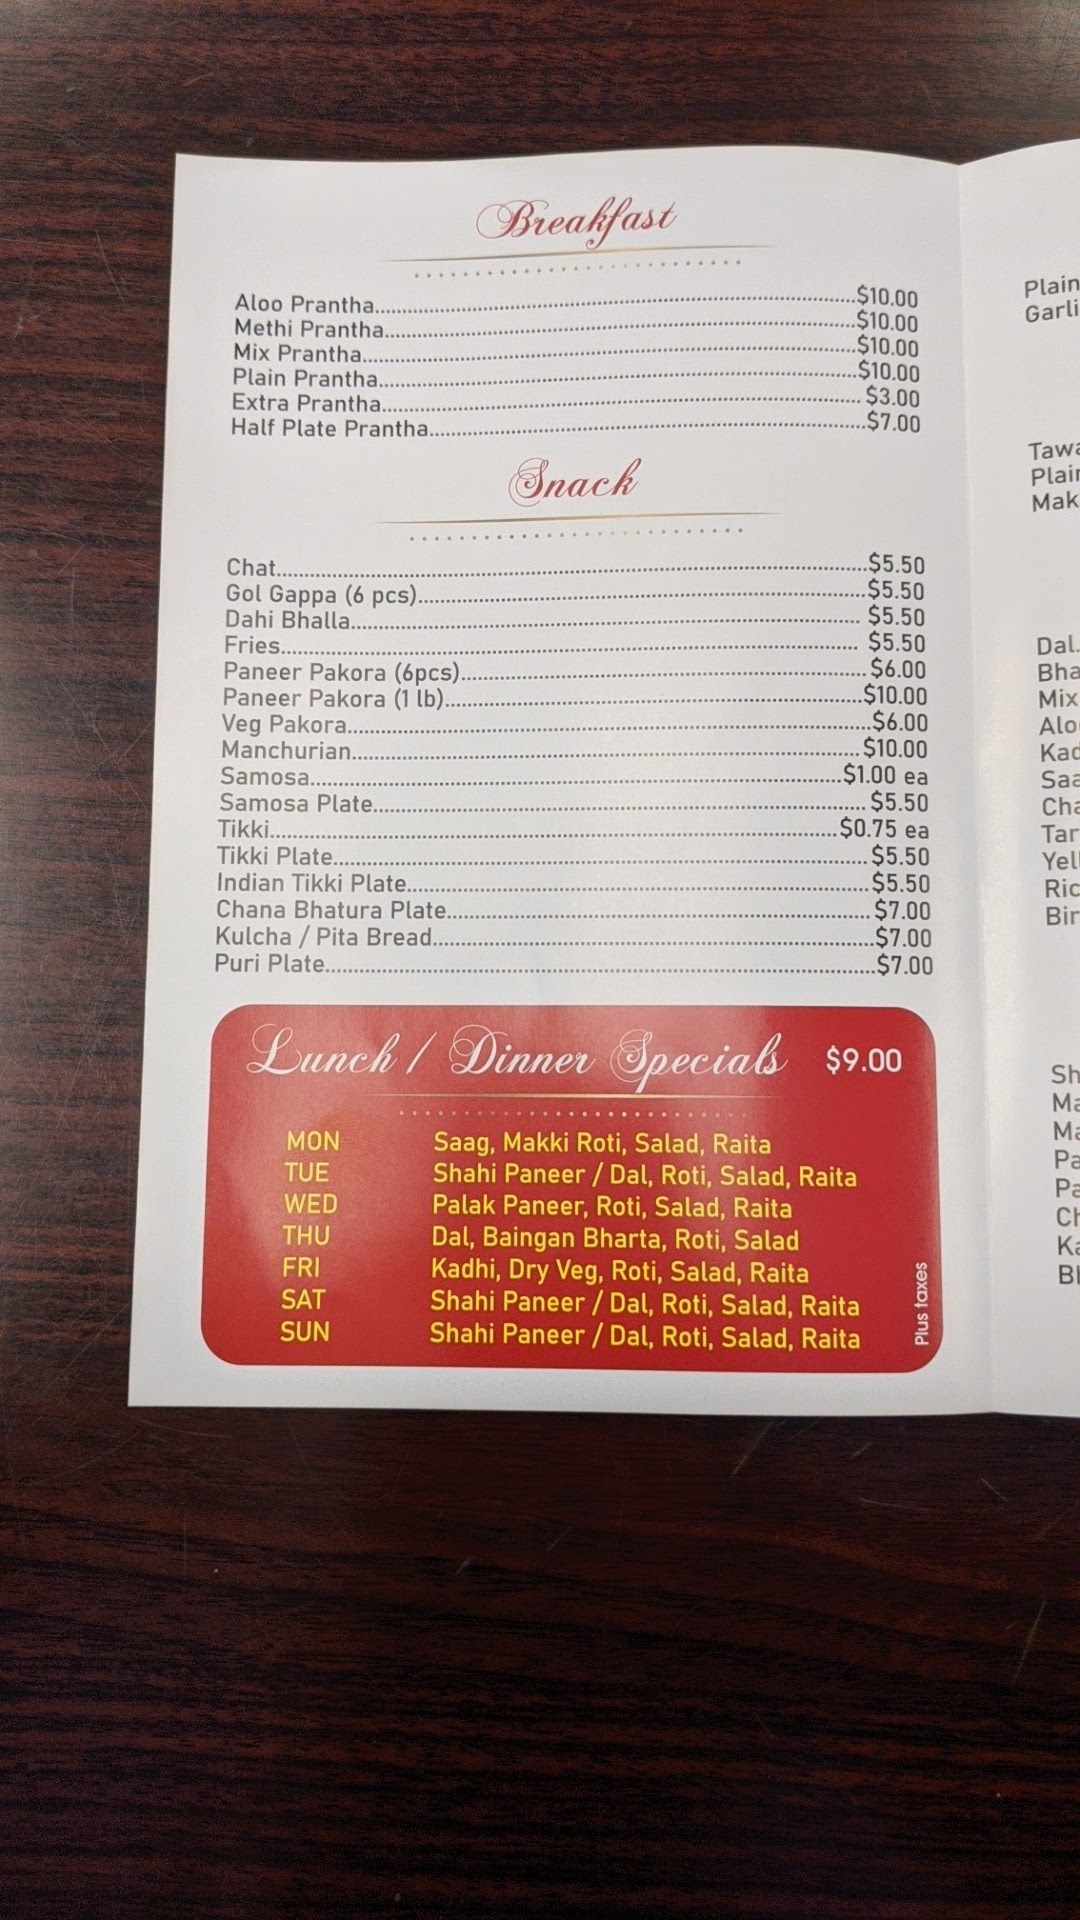 Breakfast
Aloo Prantha $10.00
Methi Prantha $10.00
Mix Prantha $10.00
Plain Prantha $10.00
Extra Prantha $3.00
Half Plate Prantha $7.00
Snack
Chat $5.50
Gol Gappa (6 pcs) $5.50
Dahi Bhalla $5.50
Fries $5.50
Paneer Pakora (6pcs) $6.00
Paneer Pakora (1 lb) $10.00
Veg Pakora $6.00
Manchurian $10.00
Samosa $1.00 ea
Samosa Plate $5.50
Tikki $0.75 ea
Tikki Plate $5.50
Indian Tikki Plate $5.50
Chana Bhatura Plate $7.00
Kulcha / Pita Bread $7.00
Puri Plate $7.00
Lunch / Dinner Specials $9.00
MON Saag, Makki Roti, Salad, Raita
TUE Shahi Paneer / Dal, Roti, Salad, Raita
WED Palak Paneer, Roti, Salad, Raita
THU Dal, Baingan Bharta, Roti, Salad
FRI Kadhi, Dry Veg, Roti, Salad, Raita
SAT Shahi Paneer / Dal, Roti, Salad, Raita
SUN Shahi Paneer / Dal, Roti, Salad, Raita
Plus taxes
Plain
Dal.